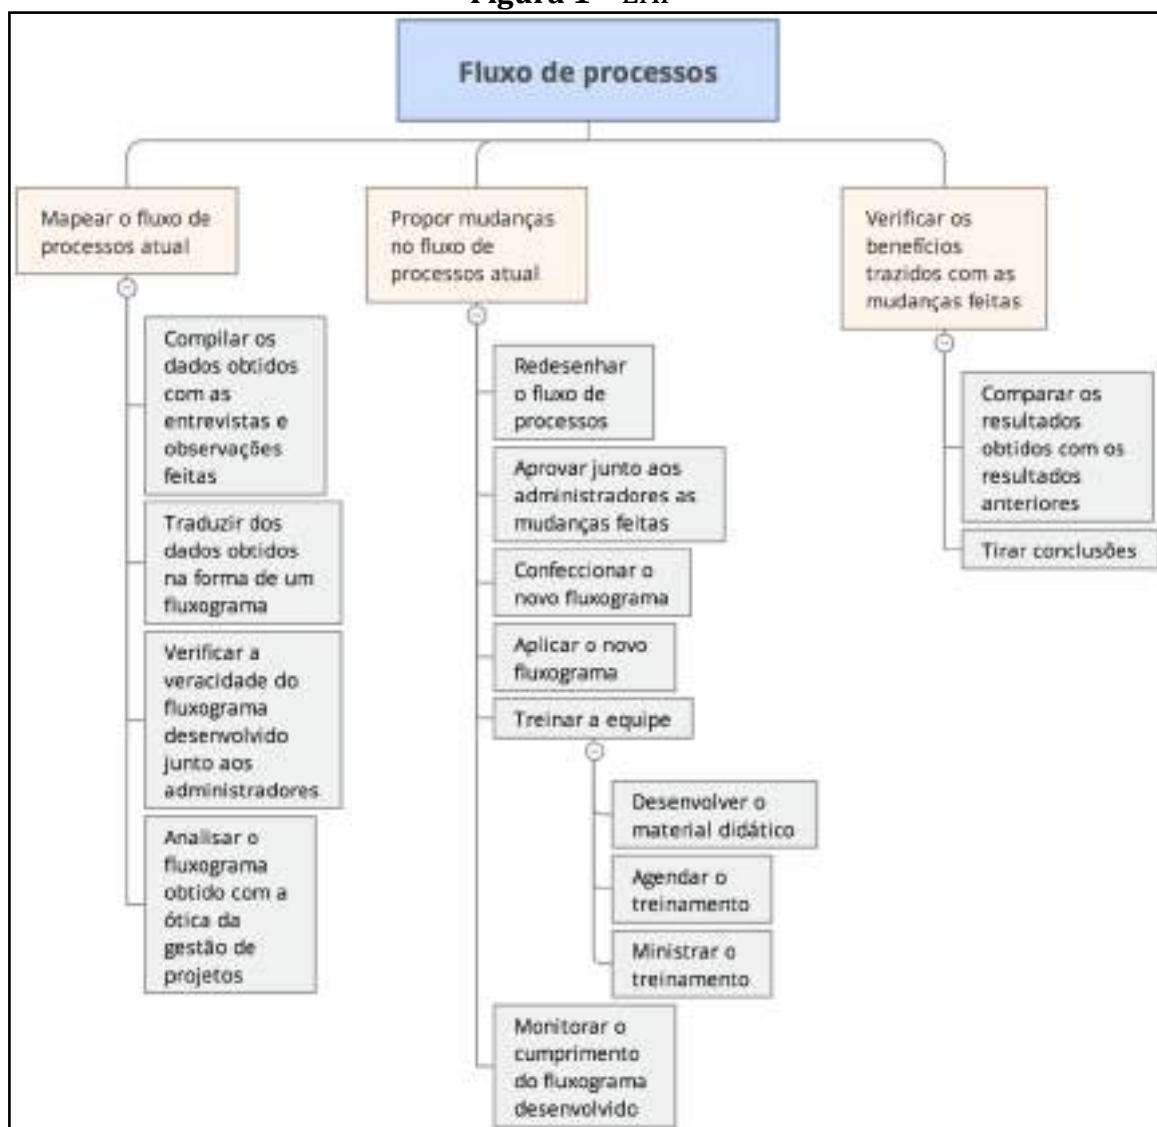 Fluxo de processos
Mapear o fluxo de
processos atual
Compilar os
dados obtidos
com as
entrevistas e
observações
feitas
Traduzir dos
dados obtidos
na forma de um
fluxograma
Verificar a
veracidade do
fluxograma
desenvolvido
junto aos
administradores
Analisar o
fluxograma
obtido com a
ótica da
gestão de
projetos
Propor mudanças
no fluxo de
processos atual
Redesenhar
o fluxo de
processos
Aprovar junto aos
administradores as
mudanças feitas
Confeccionar o
novo fluxograma
Aplicar o novo
fluxograma
Treinar a equipe
Desenvolver o
material didático
Agendar o
treinamento
Ministrar o
treinamento
Monitorar o
cumprimento
do fluxograma
desenvolvido
Verificar os
benefícios
trazidos com as
mudanças feitas
Comparar os
resultados
obtidos com os
resultados
anteriores
Tirar conclusões